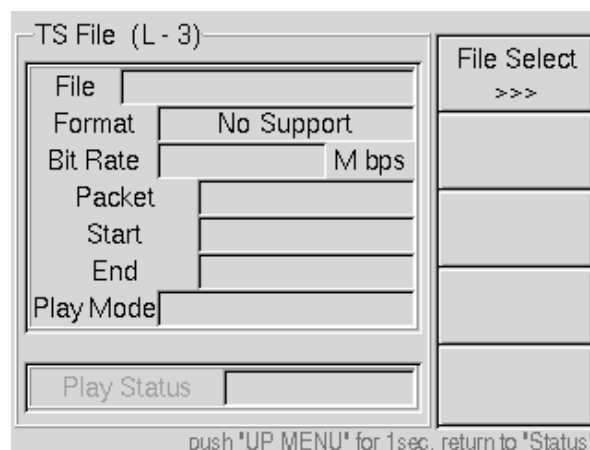 TS File (L - 3)
File
Format No Support
Bit Rate M bps
Packet
Start
End
Play Mode
Play Status
File Select
>>>
push "UP MENU" for 1sec. return to "Status"